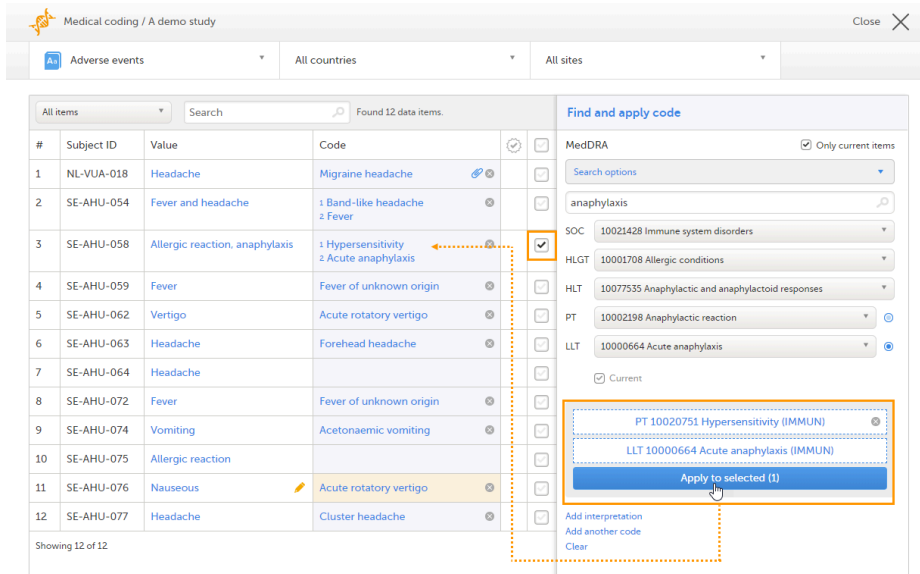 Medical coding / A demo study
Close
Aa Adverse events
All countries
All sites
All items
Search
Found 12 data items.
# Subject ID Value Code
1 NL-VUA-018 Headache Migraine headache
2 SE-AHU-054 Fever and headache 1 Band-like headache
2 Fever
3 SE-AHU-058 Allergic reaction, anaphylaxis 1 Hypersensitivity
2 Acute anaphylaxis
4 SE-AHU-059 Fever Fever of unknown origin
5 SE-AHU-062 Vertigo Acute rotatory vertigo
6 SE-AHU-063 Headache Forehead headache
7 SE-AHU-064 Headache
8 SE-AHU-072 Fever Fever of unknown origin
9 SE-AHU-074 Vomiting Acetonaemic vomiting
10 SE-AHU-075 Allergic reaction
11 SE-AHU-076 Nauseous Acute rotatory vertigo
12 SE-AHU-077 Headache Cluster headache
Showing 12 of 12
Find and apply code
MedDRA
Only current items
Search options
anaphylaxis
SOC 10021428 Immune system disorders
HLGT 10001708 Allergic conditions
HLT 10077535 Anaphylactic and anaphylactoid responses
PT 10002198 Anaphylactic reaction
LLT 10000664 Acute anaphylaxis
Current
PT 10020751 Hypersensitivity (IMMUN)
LLT 10000664 Acute anaphylaxis (IMMUN)
Apply to selected (1)
Add interpretation
Add another code
Clear